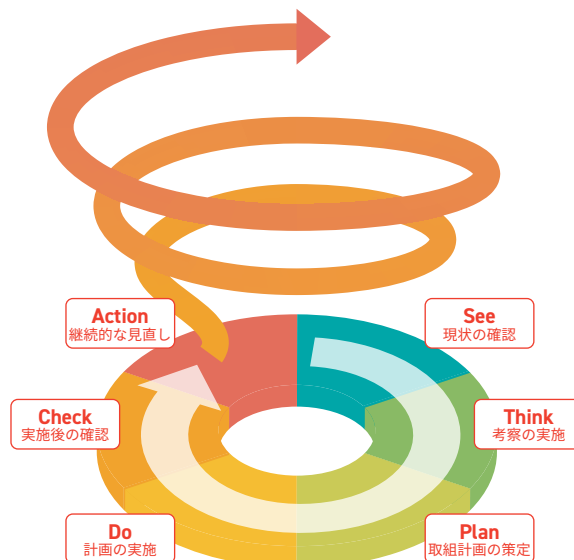 Action
継続的な見直し
See
現状の確認
Check
実施後の確認
Think
考察の実施
Do
計画の実施
Plan
取組計画の策定